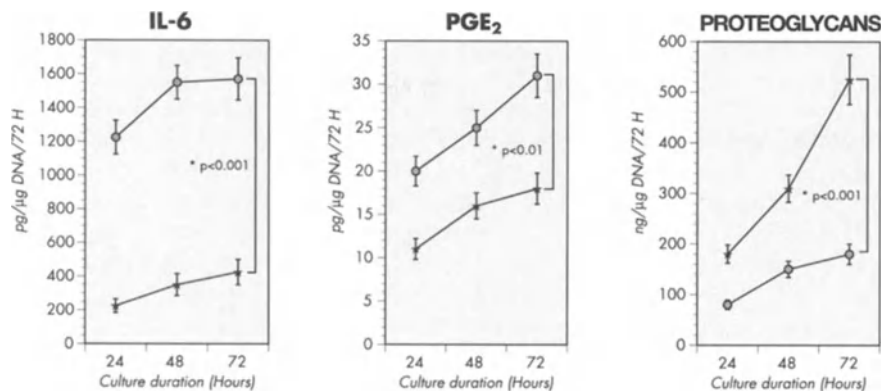 IL-6
pg/µg DNA/72 H
1800
1600
1400
1200
1000
800
600
400
200
0
* p<0.001
24 48 72
Culture duration (Hours)
PGE₂
pg/µg DNA/72 H
35
30
25
20
15
10
5
0
* p<0.01
24 48 72
Culture duration (Hours)
PROTEOGLYCANS
ng/µg DNA/72 H
600
500
400
300
200
100
0
* p<0.001
24 48 72
Culture duration (Hours)